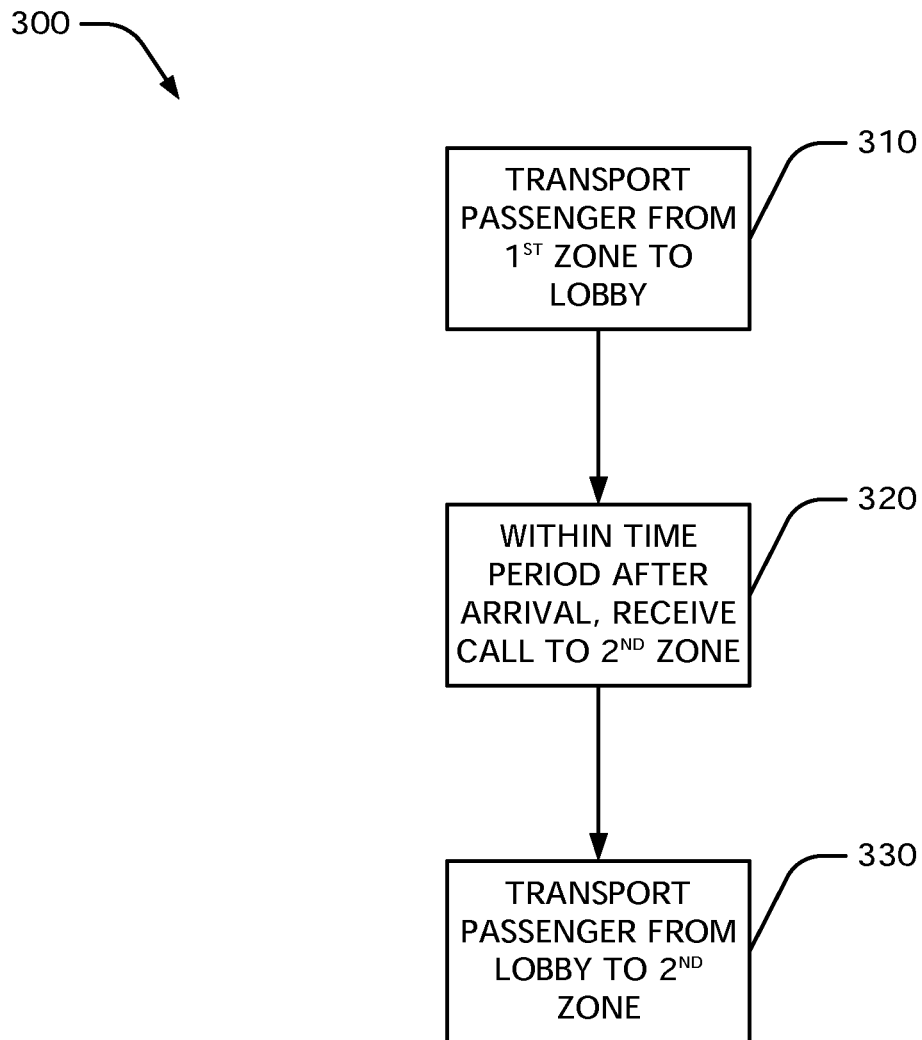 300
310
TRANSPORT
PASSENGER FROM
1ST ZONE TO
LOBBY
320
WITHIN TIME
PERIOD AFTER
ARRIVAL, RECEIVE
CALL TO 2ND ZONE
330
TRANSPORT
PASSENGER FROM
LOBBY TO 2ND
ZONE